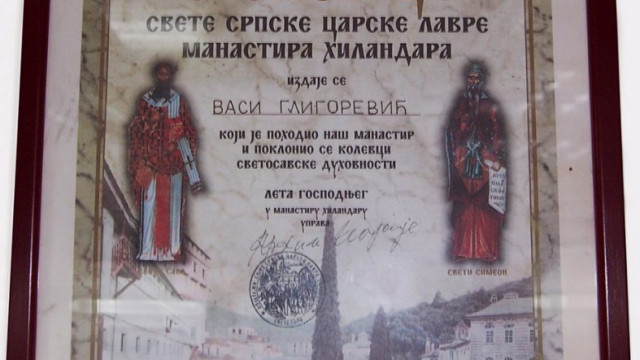 СВЕТЕ СРПСКЕ ЦАРСКЕ ЛАВРЕ
МАНАСТИРА ХИЛАНДАРА
ИЗДАЈЕ СЕ
ВАСИ ГЛИГОРЕВИЋ
КОЈИ ЈЕ ПОХОДИО НАШ МАНАСТИР
И ПОКЛОНИО СЕ КОЛЕВЦИ
СВЕТОСАВСКЕ ДУХОВНОСТИ
ЛЕТА ГОСПОДЊЕГ
У МАНАСТИРУ ХИЛАНДАРУ
УПРАВА
САВА
СВЕТИ СИМЕОН